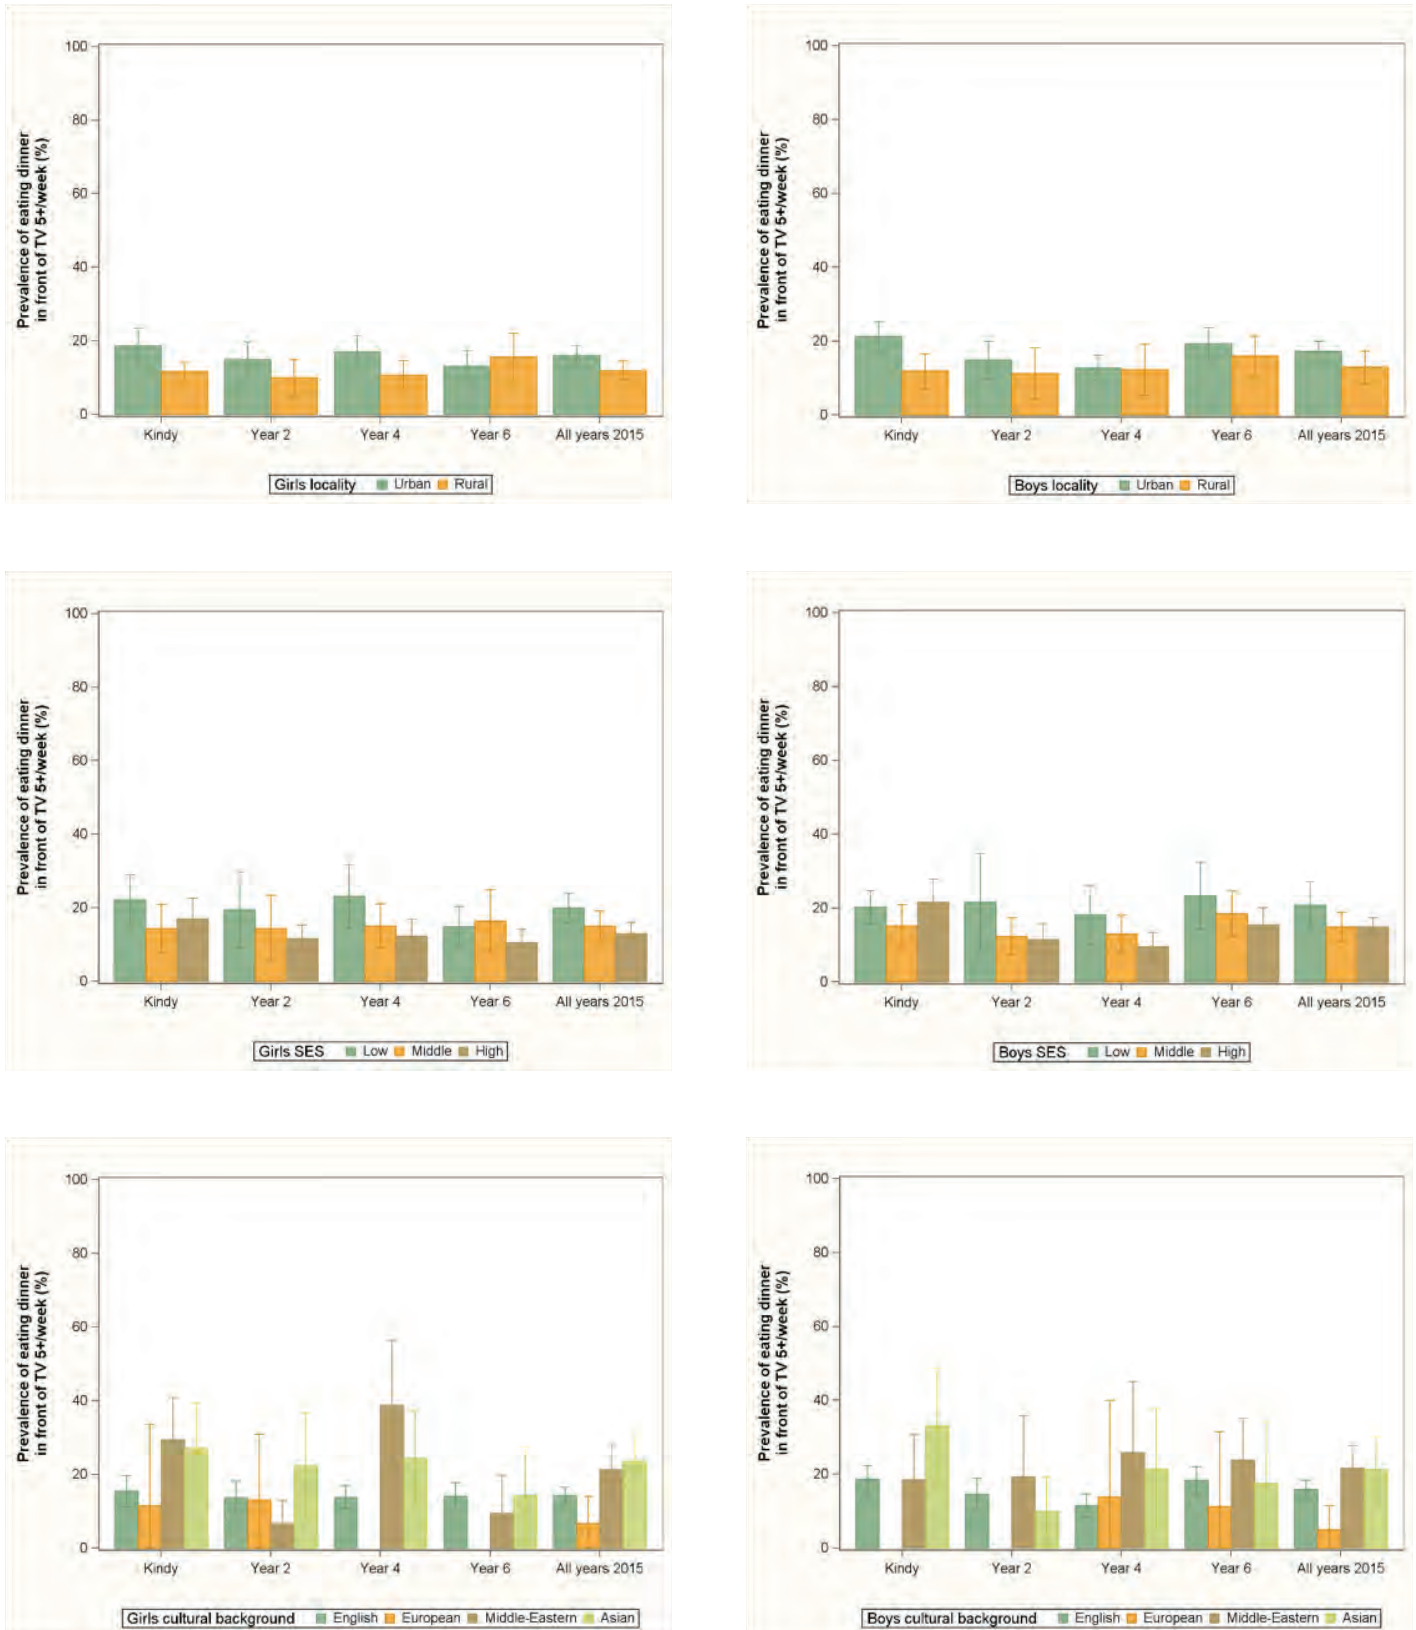 Prevalence of eating dinner
in front of TV 5+/week (%)
100
80
60
40
20
0
Kindy Year 2 Year 4 Year 6 All years 2015
Girls locality Urban Rural
Prevalence of eating dinner
in front of TV 5+/week (%)
100
80
60
40
20
0
Kindy Year 2 Year 4 Year 6 All years 2015
Boys locality Urban Rural
Prevalence of eating dinner
in front of TV 5+/week (%)
100
80
60
40
20
0
Kindy Year 2 Year 4 Year 6 All years 2015
Girls SES Low Middle High
Prevalence of eating dinner
in front of TV 5+/week (%)
100
80
60
40
20
0
Kindy Year 2 Year 4 Year 6 All years 2015
Boys SES Low Middle High
Prevalence of eating dinner
in front of TV 5+/week (%)
100
80
60
40
20
0
Kindy Year 2 Year 4 Year 6 All years 2015
Girls cultural background English European Middle-Eastern Asian
Prevalence of eating dinner
in front of TV 5+/week (%)
100
80
60
40
20
0
Kindy Year 2 Year 4 Year 6 All years 2015
Boys cultural background English European Middle-Eastern Asian